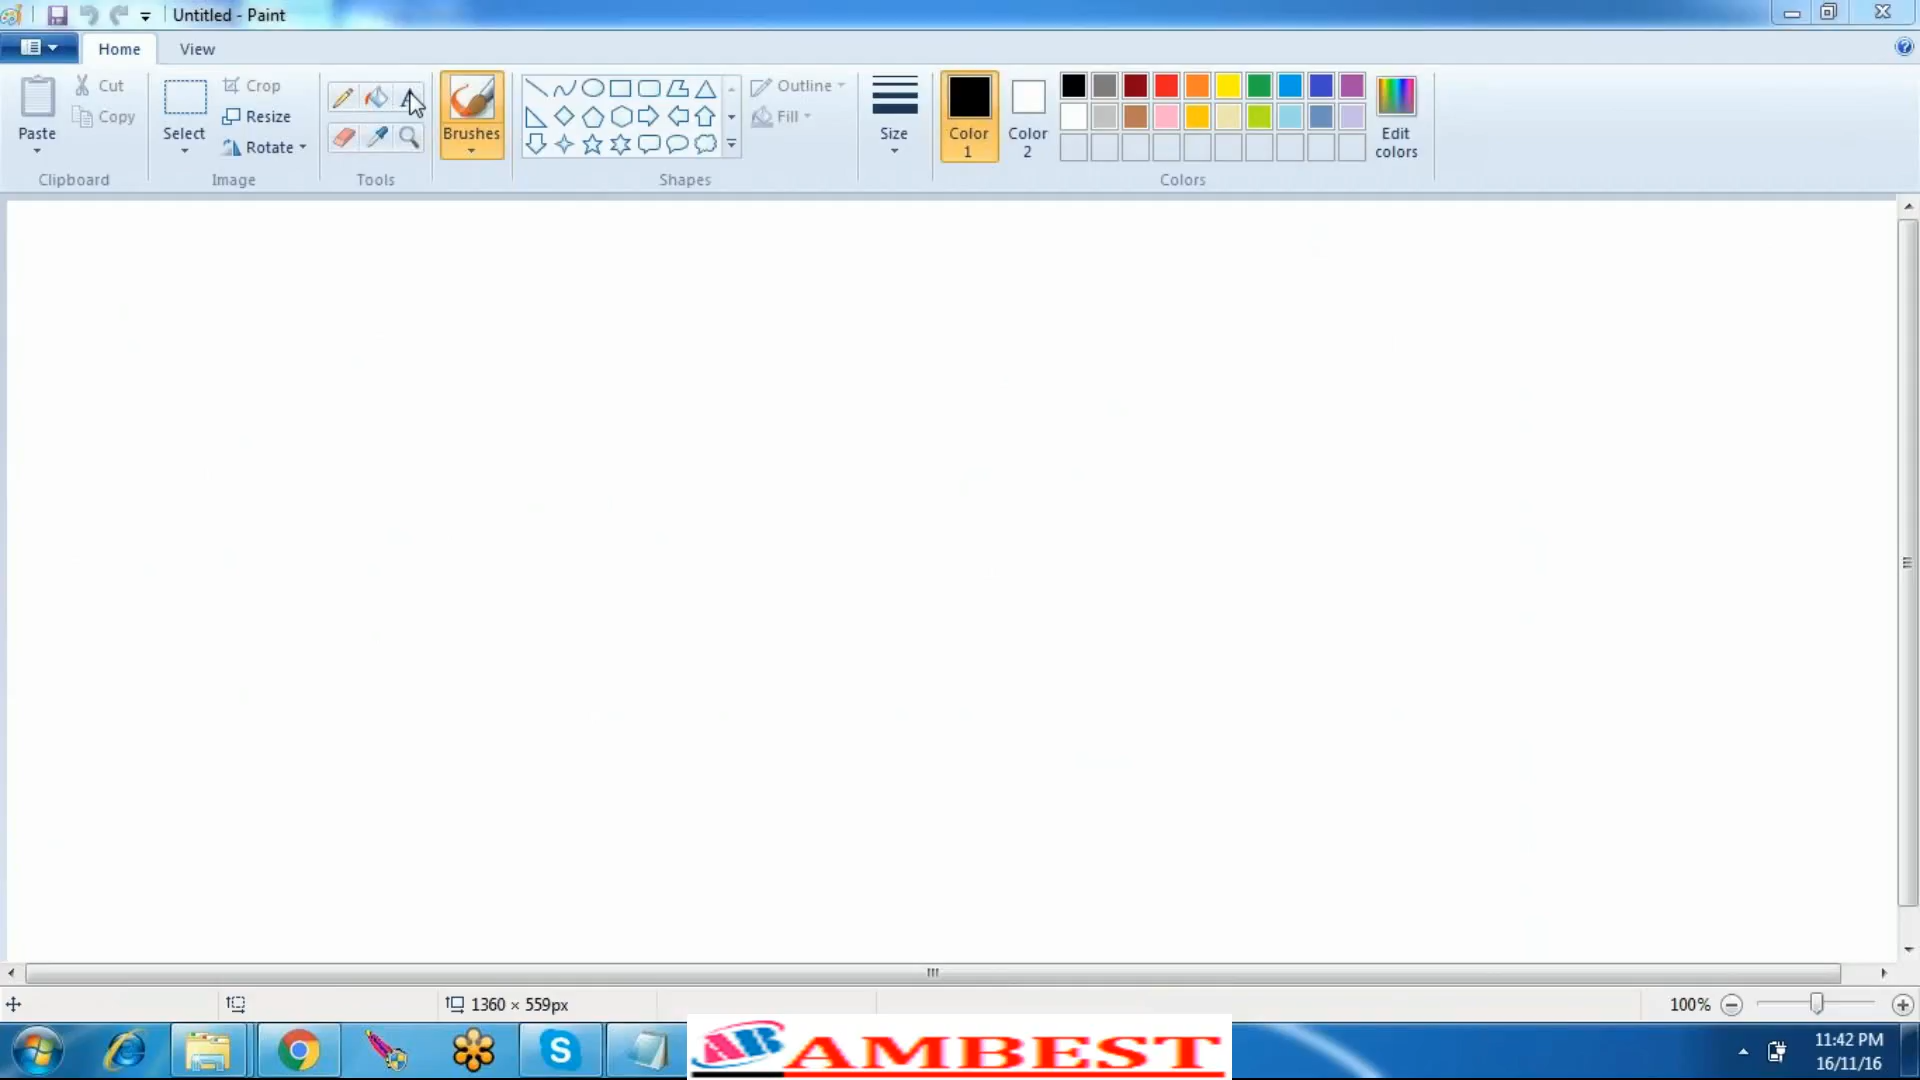 Untitled - Paint
Home View
Paste
Cut
Copy
Clipboard
Select
Crop
Resize
Rotate
Image
Tools
Brushes
Shapes
Outline
Fill
Size
Color 1
Color 2
Edit colors
Colors
1360 × 559px
100%
AMBEST
11:42 PM
16/11/16